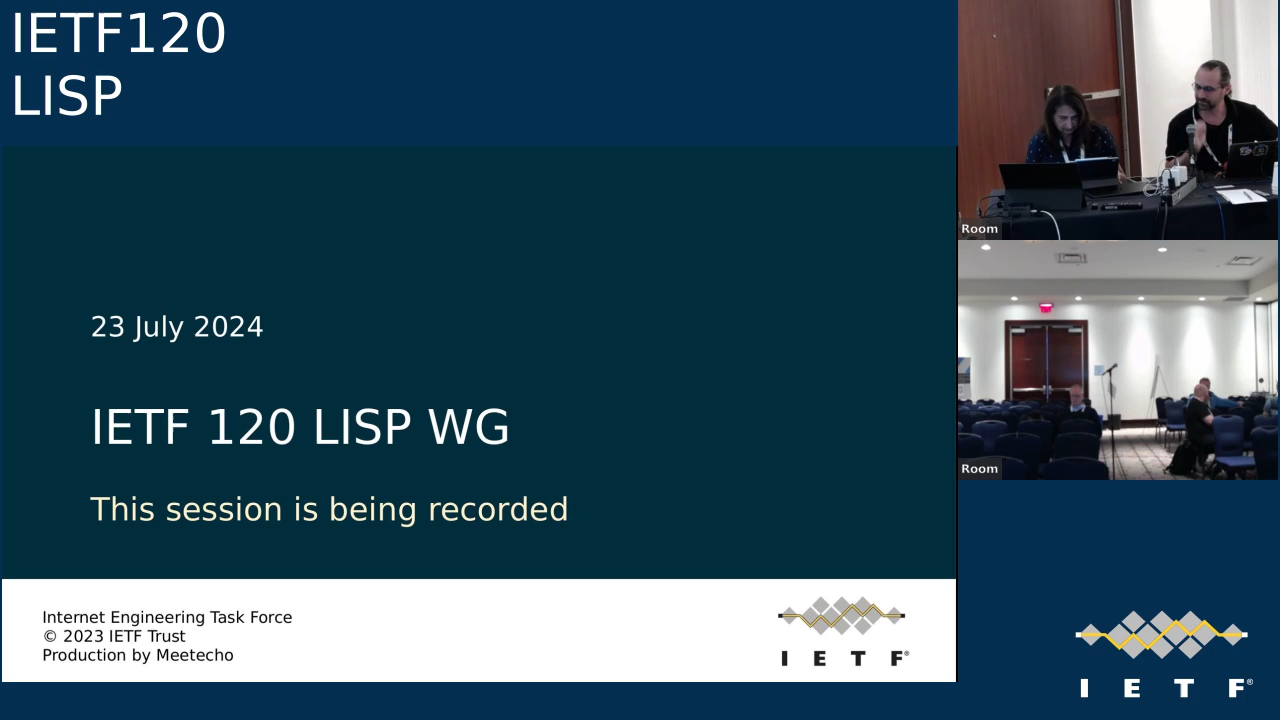 IETF120
LISP
23 July 2024
IETF 120 LISP WG
This session is being recorded
Internet Engineering Task Force
© 2023 IETF Trust
Production by Meetecho
I E T F®
Room
Room
I E T F®